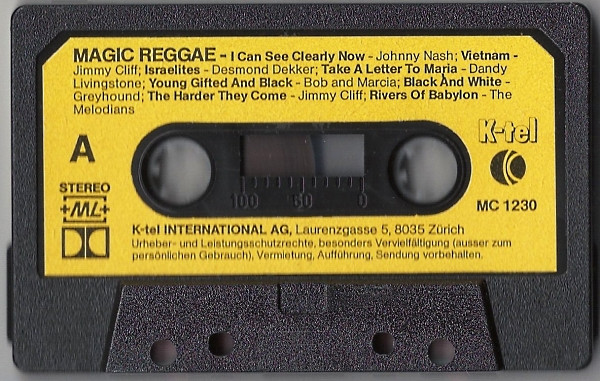 MAGIC REGGAE – I Can See Clearly Now - Johnny Nash; Vietnam -
Jimmy Cliff; Israelites - Desmond Dekker; Take A Letter To Maria - Dandy
Livingstone; Young Gifted And Black - Bob and Marcia; Black And White -
Greyhound; The Harder They Come - Jimmy Cliff; Rivers Of Babylon - The
Melodians
K-tel
A
K
STEREO
+ML+
100 50 0
MC 1230
K-tel INTERNATIONAL AG, Laurenzgasse 5, 8035 Zürich
Urheber- und Leistungsschutzrechte, besonders Vervielfältigung (ausser zum
persönlichen Gebrauch), Vermietung, Aufführung, Sendung vorbehalten.